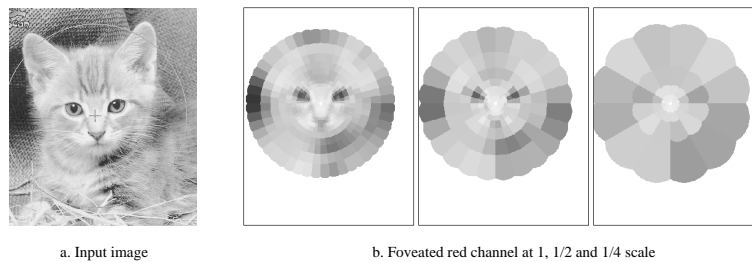 a. Input image
b. Foveated red channel at 1, 1/2 and 1/4 scale